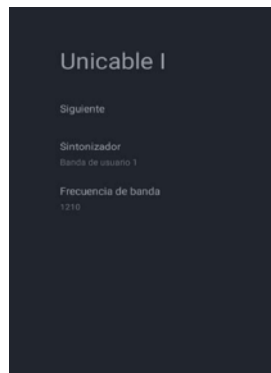 Unicable I
Siguiente
Sintonizador
Banda de usuario 1
Frecuencia de banda
1210